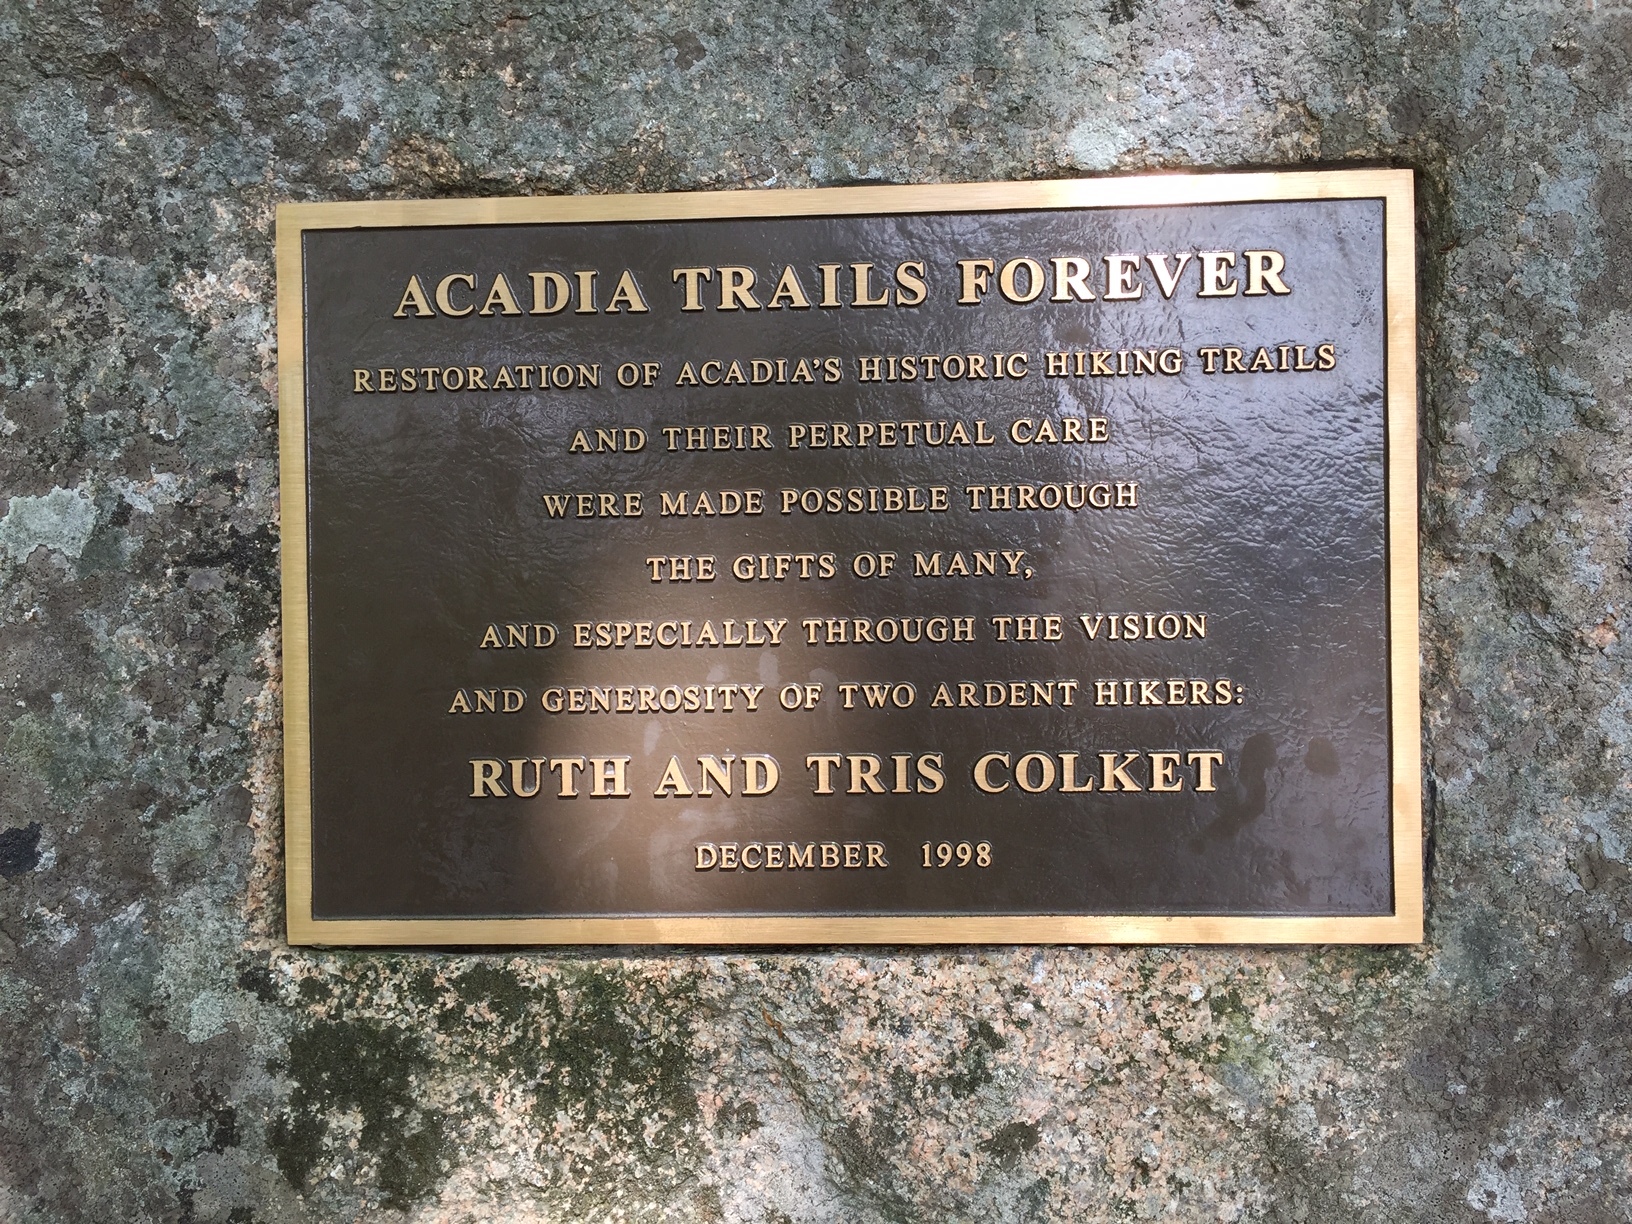 ACADIA TRAILS FOREVER
RESTORATION OF ACADIA'S HISTORIC HIKING TRAILS
AND THEIR PERPETUAL CARE
WERE MADE POSSIBLE THROUGH
THE GIFTS OF MANY,
AND ESPECIALLY THROUGH THE VISION
AND GENEROSITY OF TWO ARDENT HIKERS:
RUTH AND TRIS COLKET
DECEMBER 1998